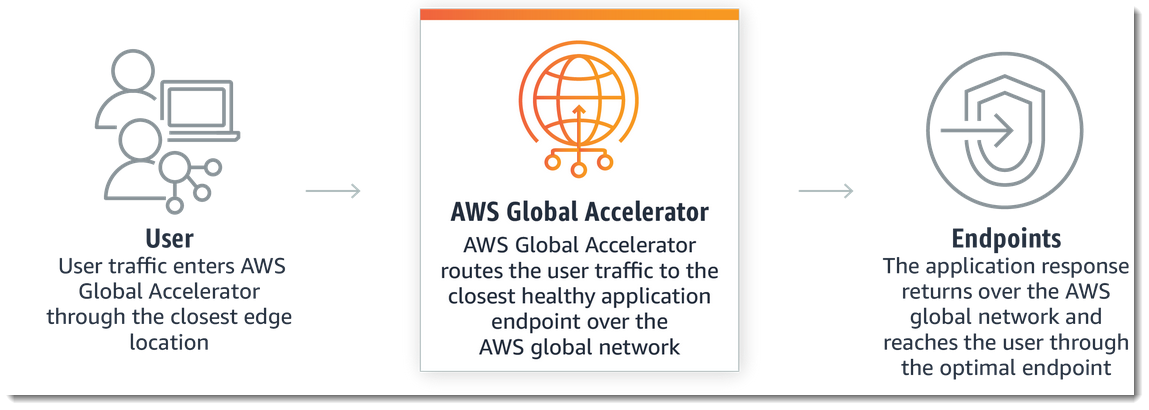 User
User traffic enters AWS
Global Accelerator
through the closest edge
location
AWS Global Accelerator
AWS Global Accelerator
routes the user traffic to the
closest healthy application
endpoint over the
AWS global network
Endpoints
The application response
returns over the AWS
global network and
reaches the user through
the optimal endpoint